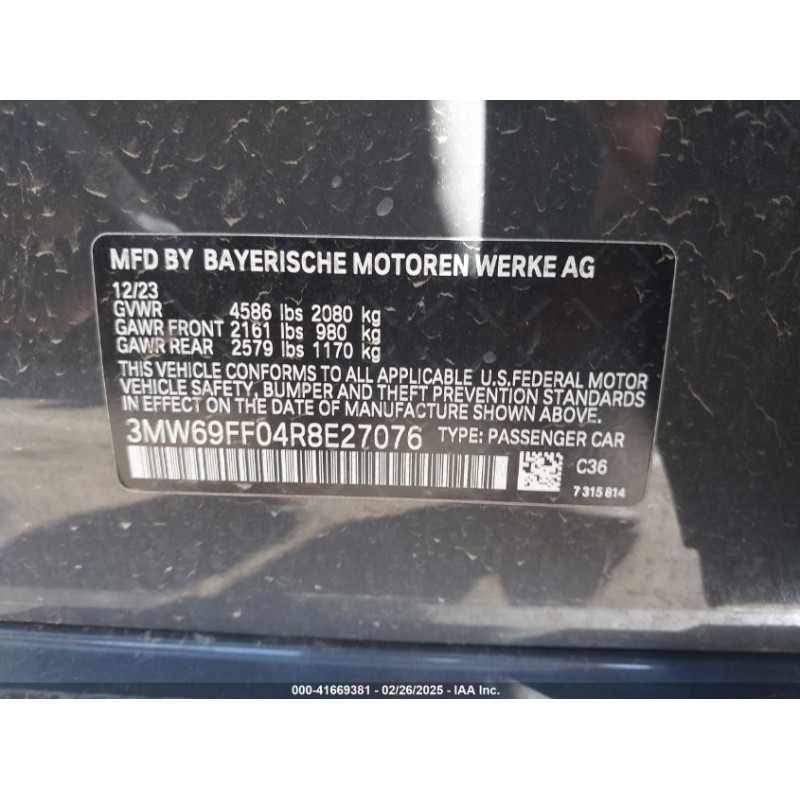 MFD BY BAYERISCHE MOTOREN WERKE AG
12/23
GVWR 4586 lbs 2080 kg
GAWR FRONT 2161 lbs 980 kg
GAWR REAR 2579 lbs 1170 kg
THIS VEHICLE CONFORMS TO ALL APPLICABLE U.S.FEDERAL MOTOR
VEHICLE SAFETY, BUMPER AND THEFT PREVENTION STANDARDS
IN EFFECT ON THE DATE OF MANUFACTURE SHOWN ABOVE.
3MW69FF04R8E27076 TYPE: PASSENGER CAR
C36
7 315 814
000-41669381 - 02/26/2025 - IAA Inc.